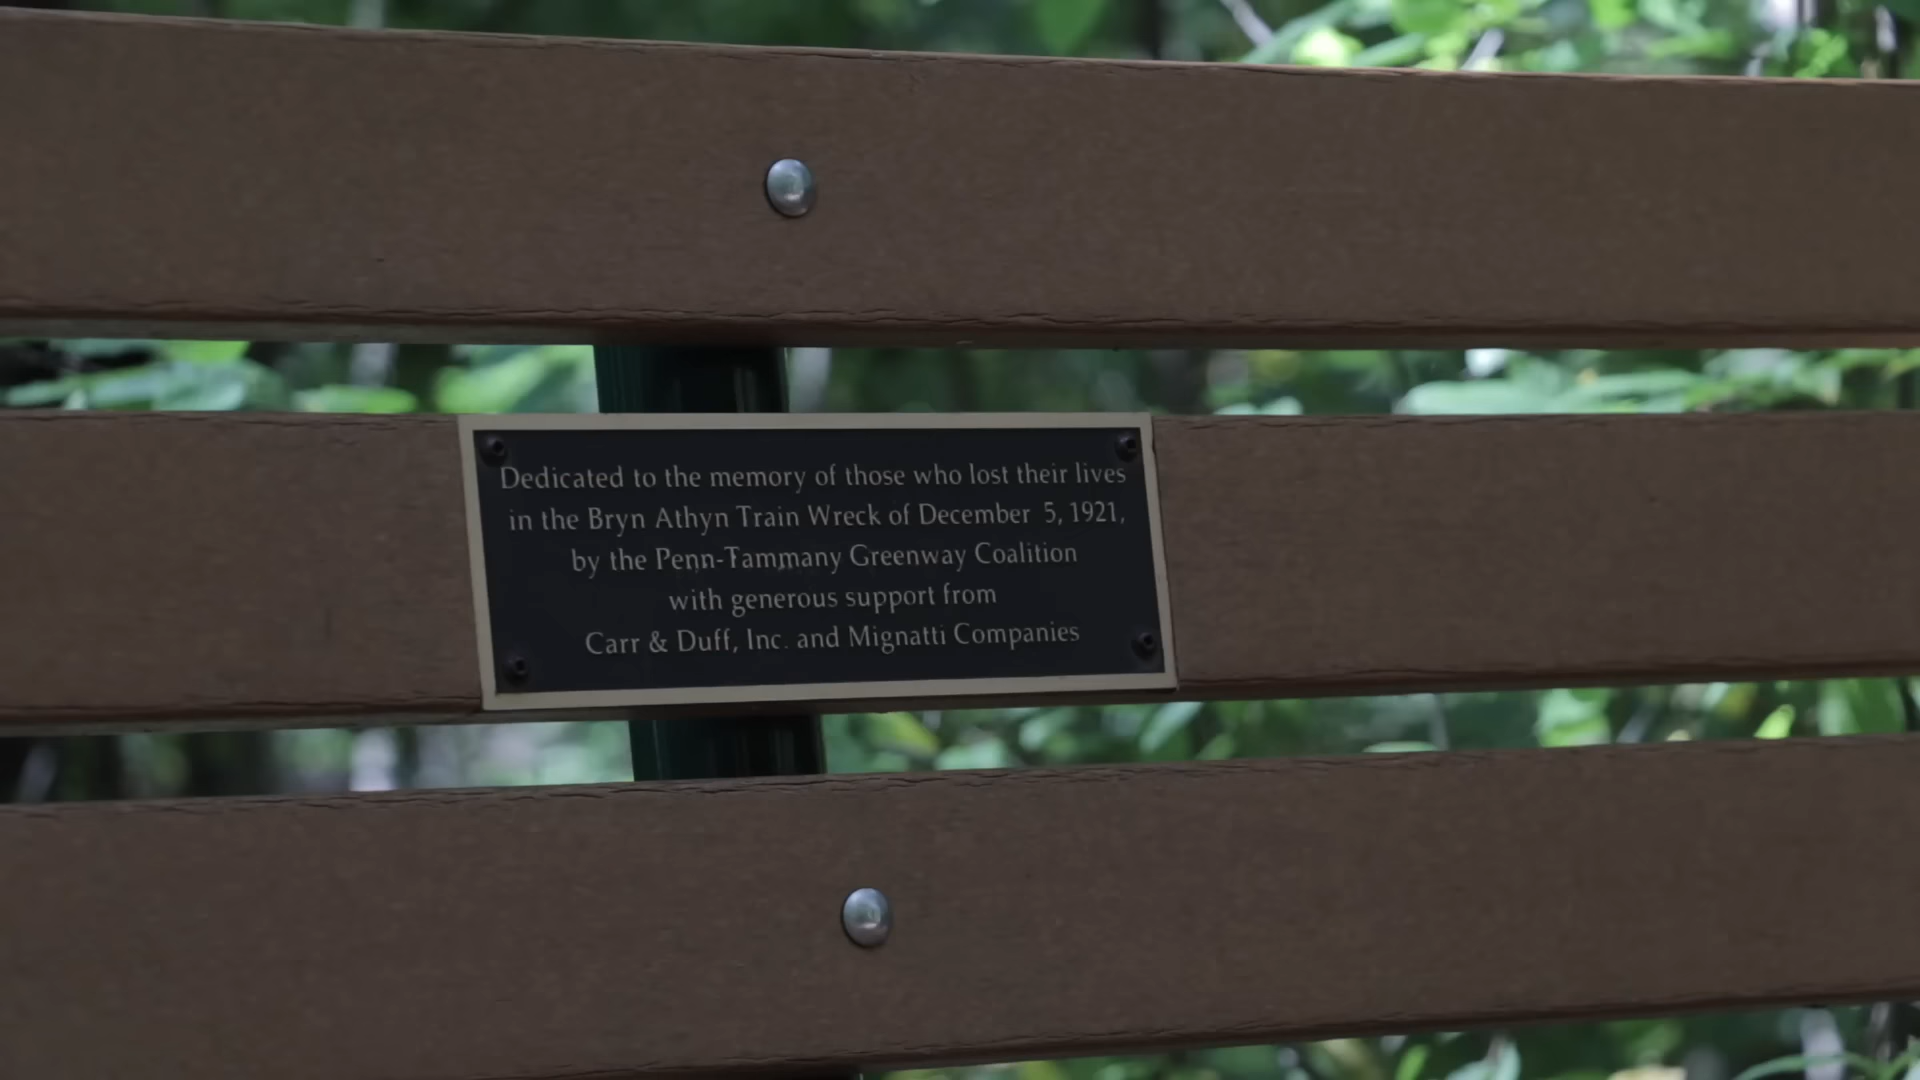 Dedicated to the memory of those who lost their lives
in the Bryn Athyn Train Wreck of December 5, 1921,
by the Penn-Tammany Greenway Coalition
with generous support from
Carr & Duff, Inc. and Mignatti Companies